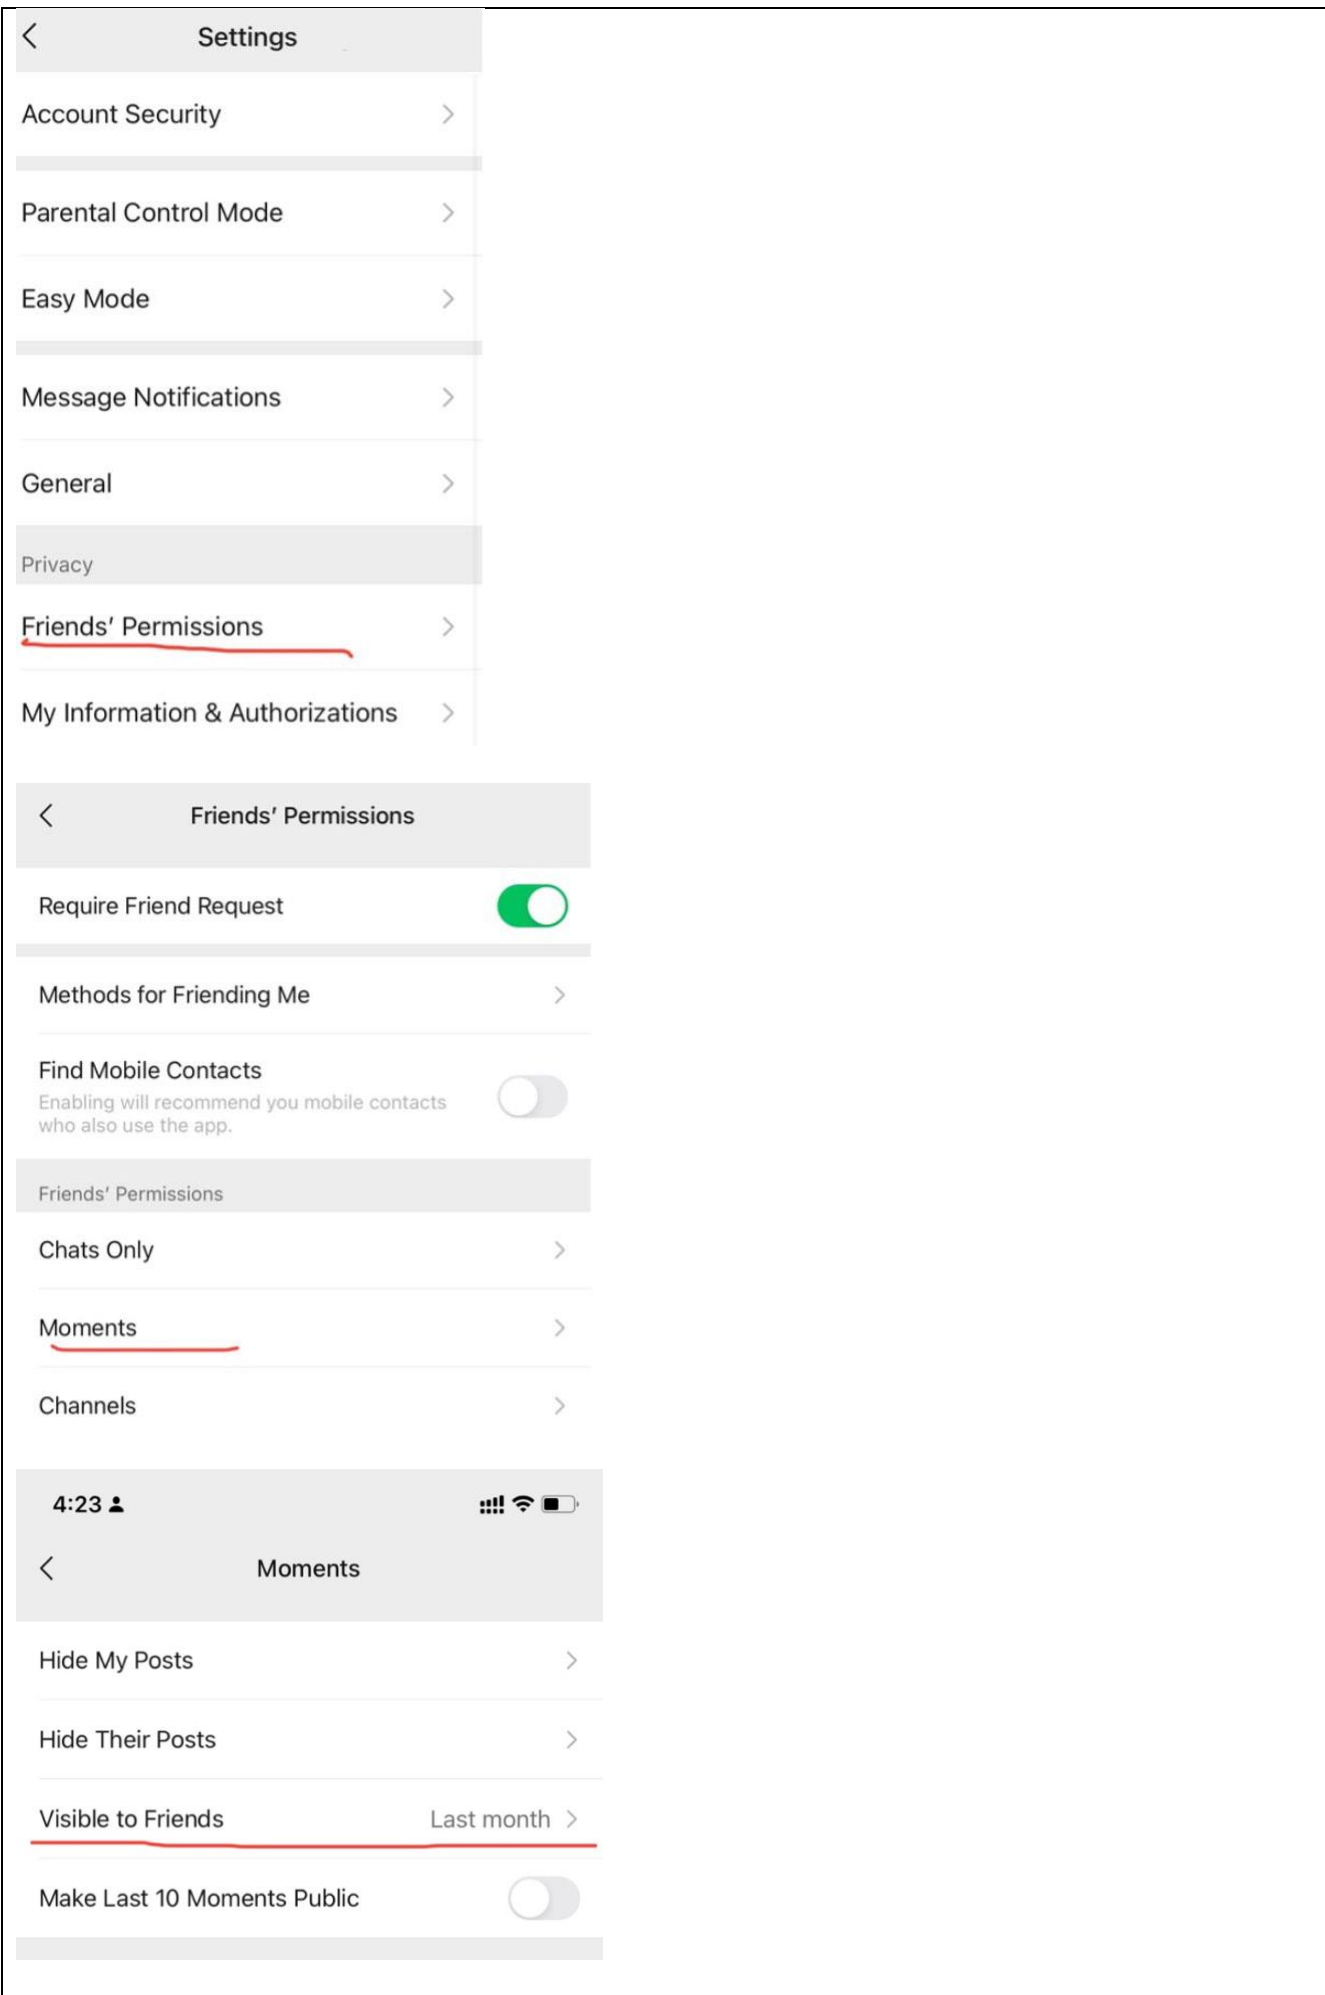 Settings
Account Security
Parental Control Mode
Easy Mode
Message Notifications
General
Privacy
Friends’ Permissions
My Information & Authorizations
Friends’ Permissions
Require Friend Request
Methods for Friending Me
Find Mobile Contacts
Enabling will recommend you mobile contacts
who also use the app.
Friends’ Permissions
Chats Only
Moments
Channels
4:23
Moments
Hide My Posts
Hide Their Posts
Visible to Friends Last month
Make Last 10 Moments Public